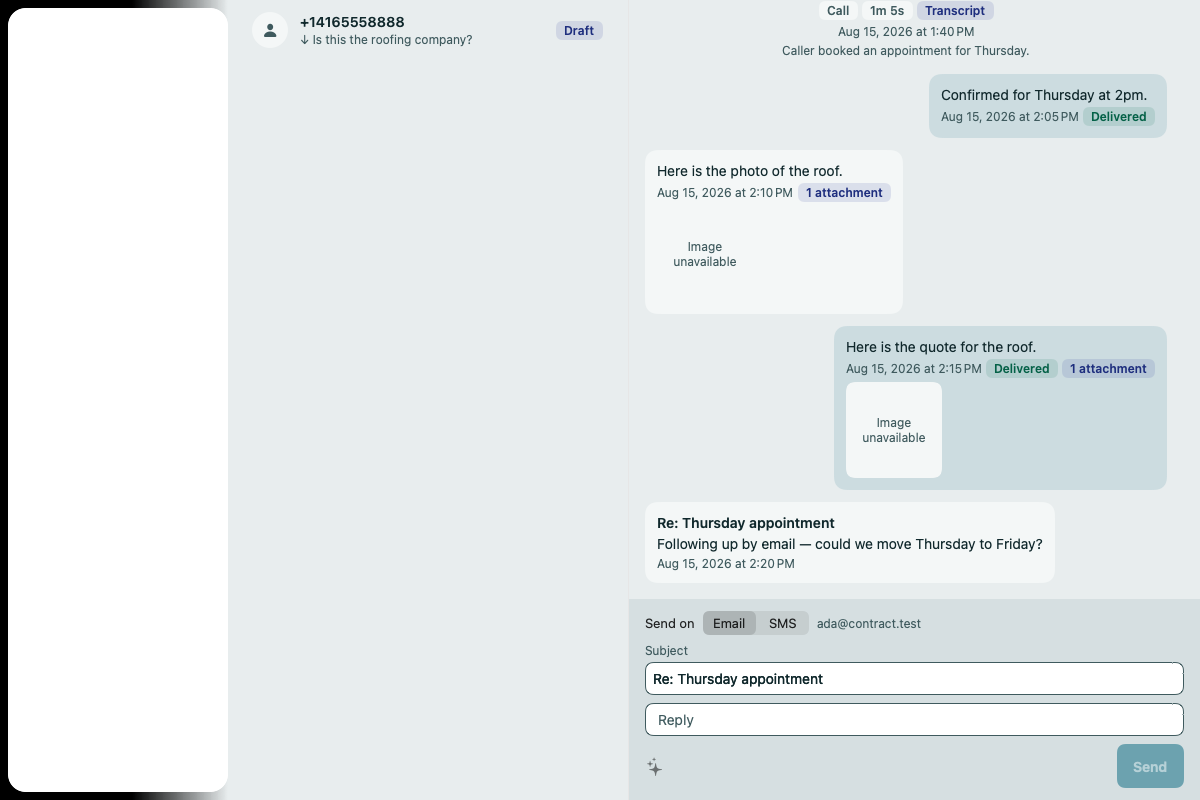 +14165558888
↓ Is this the roofing company?
Draft
Call 1m 5s Transcript
Aug 15, 2026 at 1:40 PM
Caller booked an appointment for Thursday.
Confirmed for Thursday at 2pm.
Aug 15, 2026 at 2:05 PM Delivered
Here is the photo of the roof.
Aug 15, 2026 at 2:10 PM 1 attachment
Image
unavailable
Here is the quote for the roof.
Aug 15, 2026 at 2:15 PM Delivered 1 attachment
Image
unavailable
Re: Thursday appointment
Following up by email — could we move Thursday to Friday?
Aug 15, 2026 at 2:20 PM
Send on Email SMS ada@contract.test
Subject
Re: Thursday appointment
Reply
Send